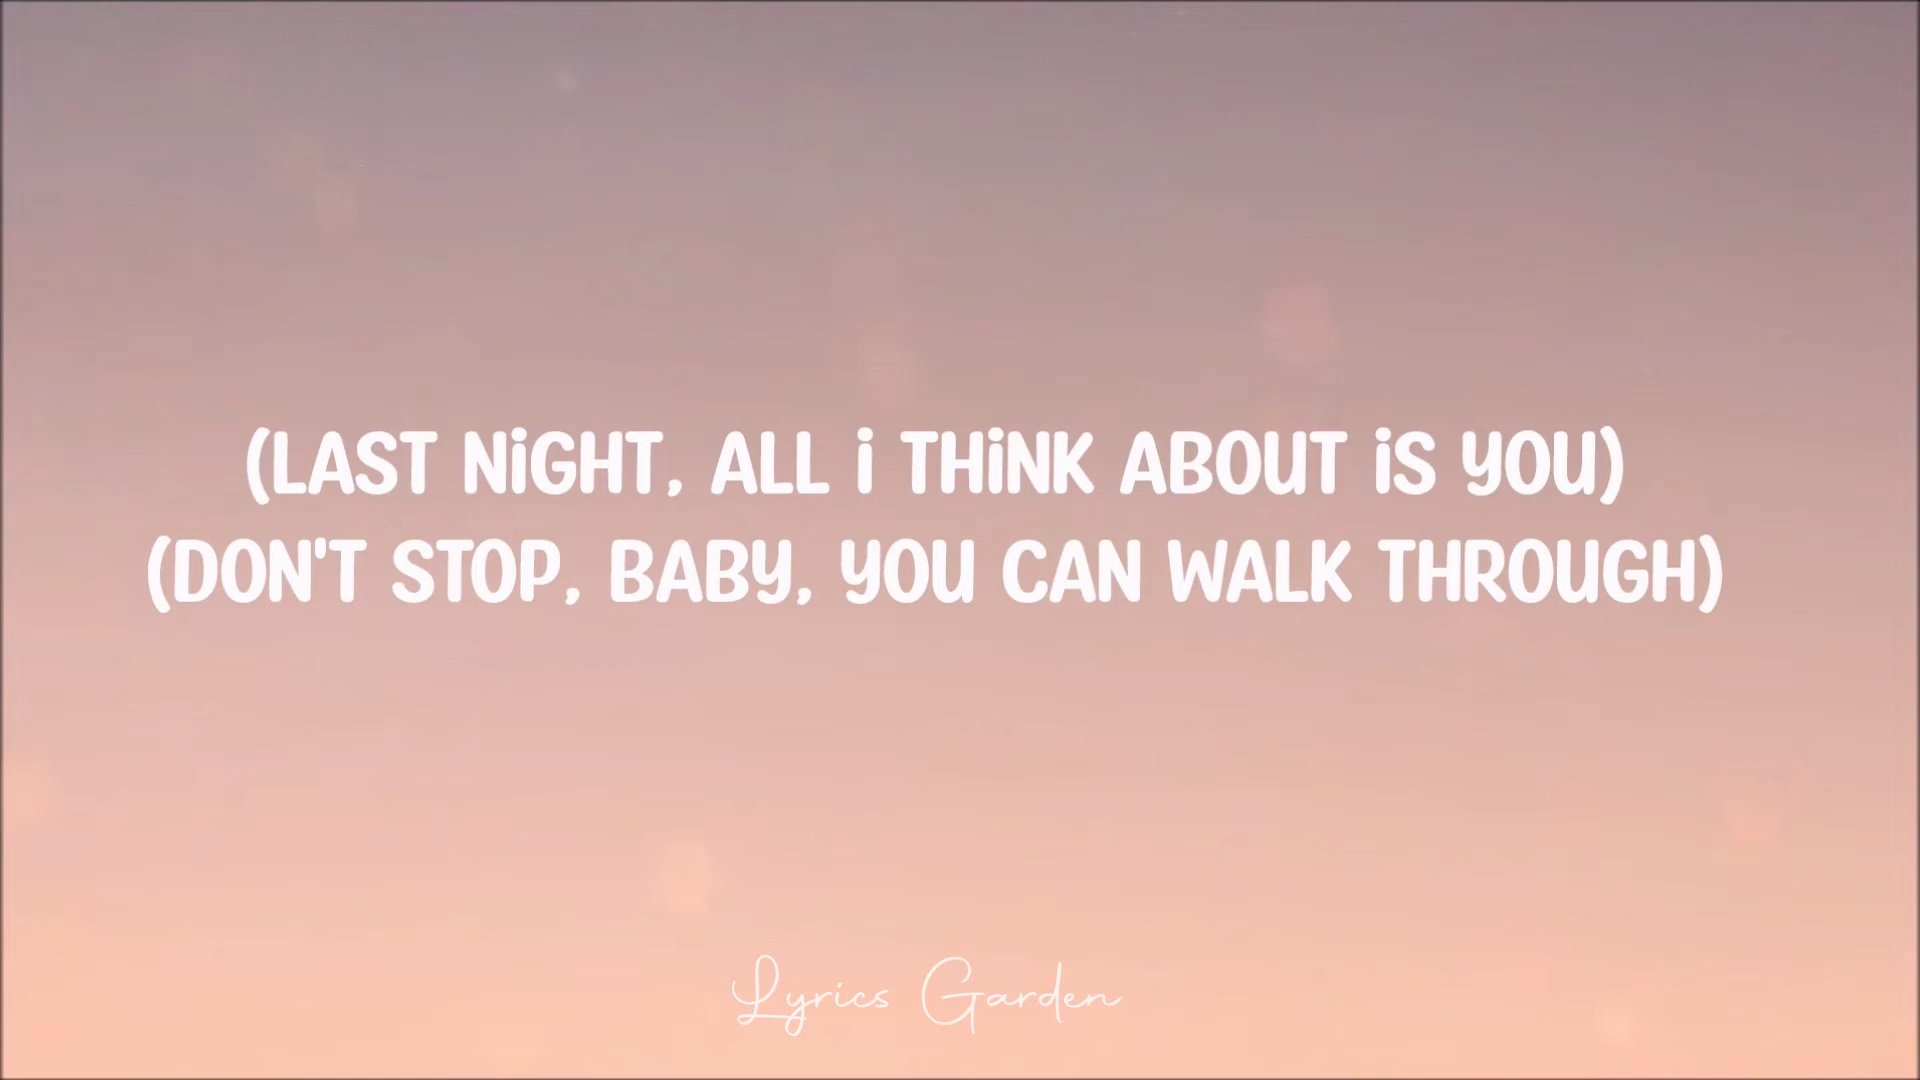 (LAST NiGHT, ALL i THiNK ABOUT iS YOU)
(DON'T STOP, BABY, YOU CAN WALK THROUGH)
Lyrics Garden